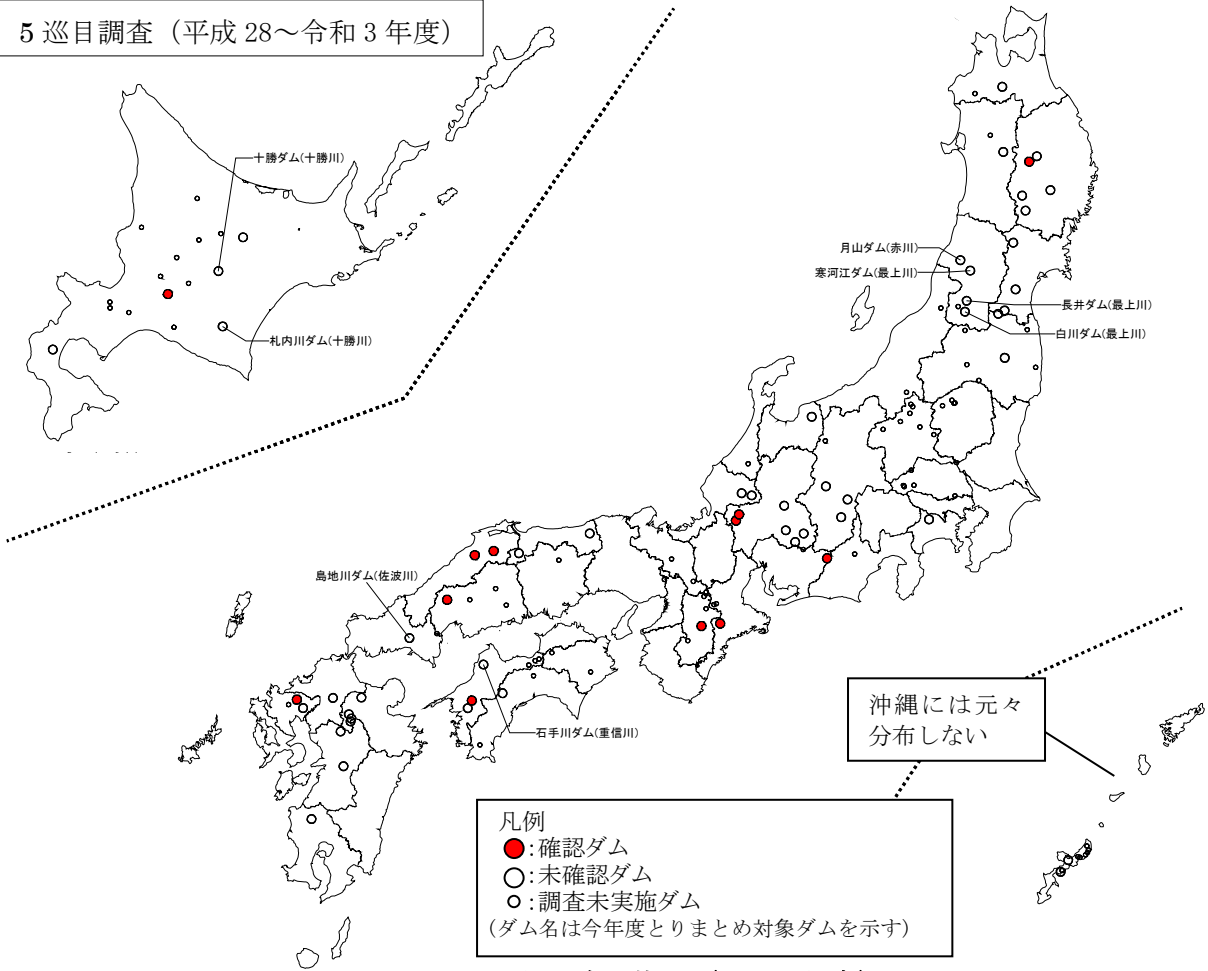 5 巡目調査（平成 28～令和 3 年度）
十勝ダム(十勝川)
札内川ダム(十勝川)
月山ダム(赤川)
寒河江ダム(最上川)
長井ダム(最上川)
白川ダム(最上川)
島地川ダム(佐波川)
石手川ダム(重信川)
沖縄には元々
分布しない
凡例
：確認ダム
：未確認ダム
：調査未実施ダム
(ダム名は今年度とりまとめ対象ダムを示す)